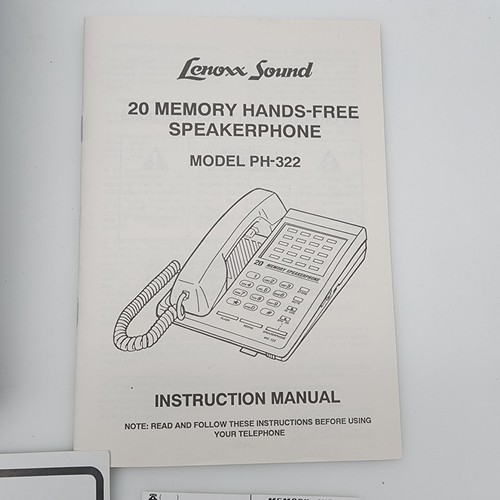 Lenoxx Sound
20 MEMORY HANDS-FREE
SPEAKERPHONE
MODEL PH-322
20 MEMORY SPEAKERPHONE
INSTRUCTION MANUAL
NOTE: READ AND FOLLOW THESE INSTRUCTIONS BEFORE USING
YOUR TELEPHONE